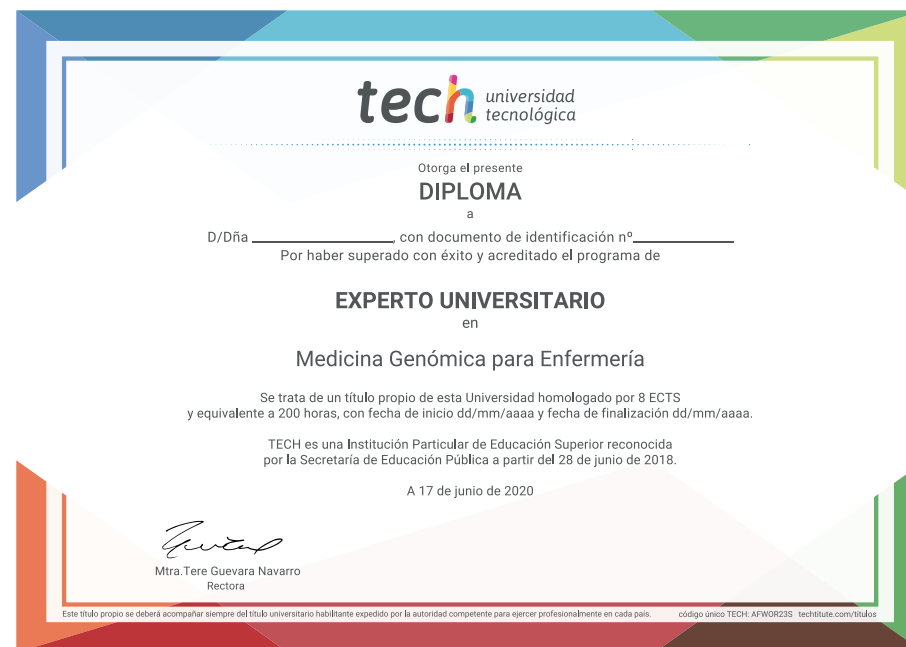 tech universidad
tecnológica
Otorga el presente
DIPLOMA
a
D/Dña ____________________, con documento de identificación nº______________
Por haber superado con éxito y acreditado el programa de
EXPERTO UNIVERSITARIO
en
Medicina Genómica para Enfermería
Se trata de un título propio de esta Universidad homologado por 8 ECTS
y equivalente a 200 horas, con fecha de inicio dd/mm/aaaa y fecha de finalización dd/mm/aaaa.
TECH es una Institución Particular de Educación Superior reconocida
por la Secretaría de Educación Pública a partir del 28 de junio de 2018.
A 17 de junio de 2020
Mtra.Tere Guevara Navarro
Rectora
Este título propio se deberá acompañar siempre del título universitario habilitante expedido por la autoridad competente para ejercer profesionalmente en cada país. código único TECH: AFWOR23S techtitute.com/titulos